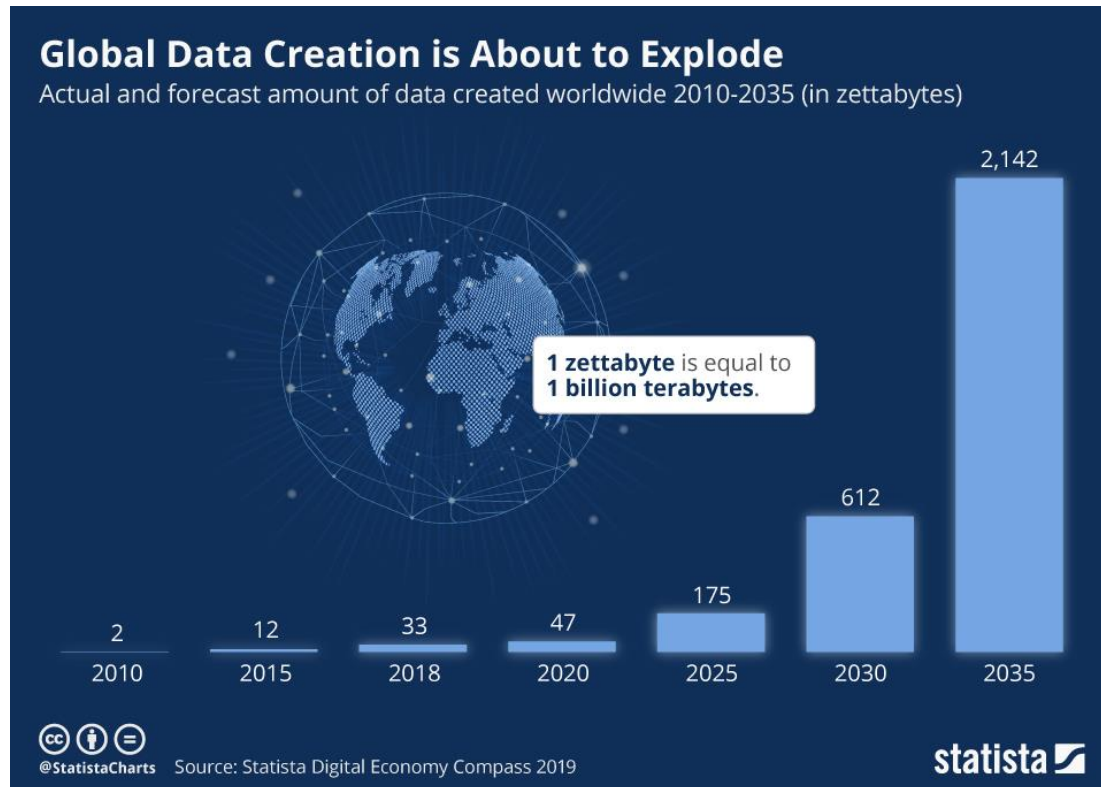 Global Data Creation is About to Explode
Actual and forecast amount of data created worldwide 2010-2035 (in zettabytes)
2,142
1 zettabyte is equal to
1 billion terabytes.
612
175
47
33
12
2
2010 2015 2018 2020 2025 2030 2035
cc
@StatistaCharts Source: Statista Digital Economy Compass 2019
statista